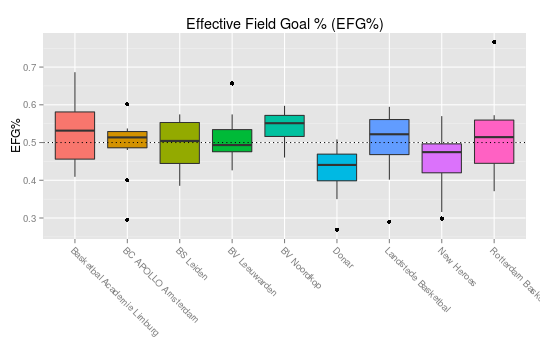 Effective Field Goal % (EFG%)
EFG%
0.7
0.6
0.5
0.4
0.3
Basketbal Academie Limburg
BC APOLLO Amsterdam
BS Leiden
BV Leeuwarden
BV Noordkop
Donar
Landstede Basketbal
New Heroes
Rotterdam Bask